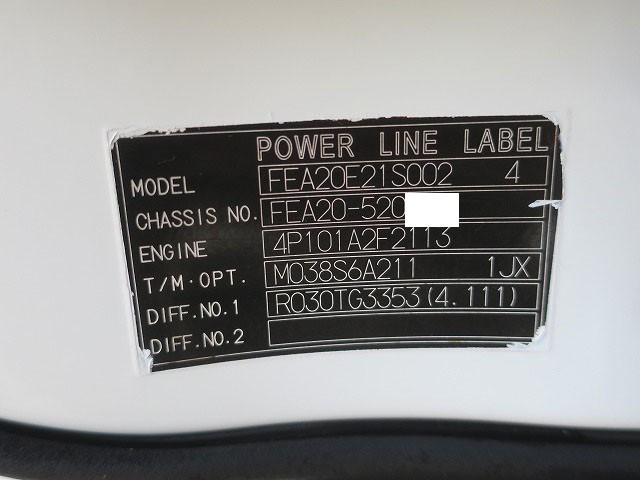 POWER LINE LABEL
MODEL FEA20E21S002 4
CHASSIS NO. FEA20-520
ENGINE 4P101A2F2113
T/M·OPT. M038S6A211 1JX
DIFF.NO.1 R030TG3353(4.111)
DIFF.NO.2